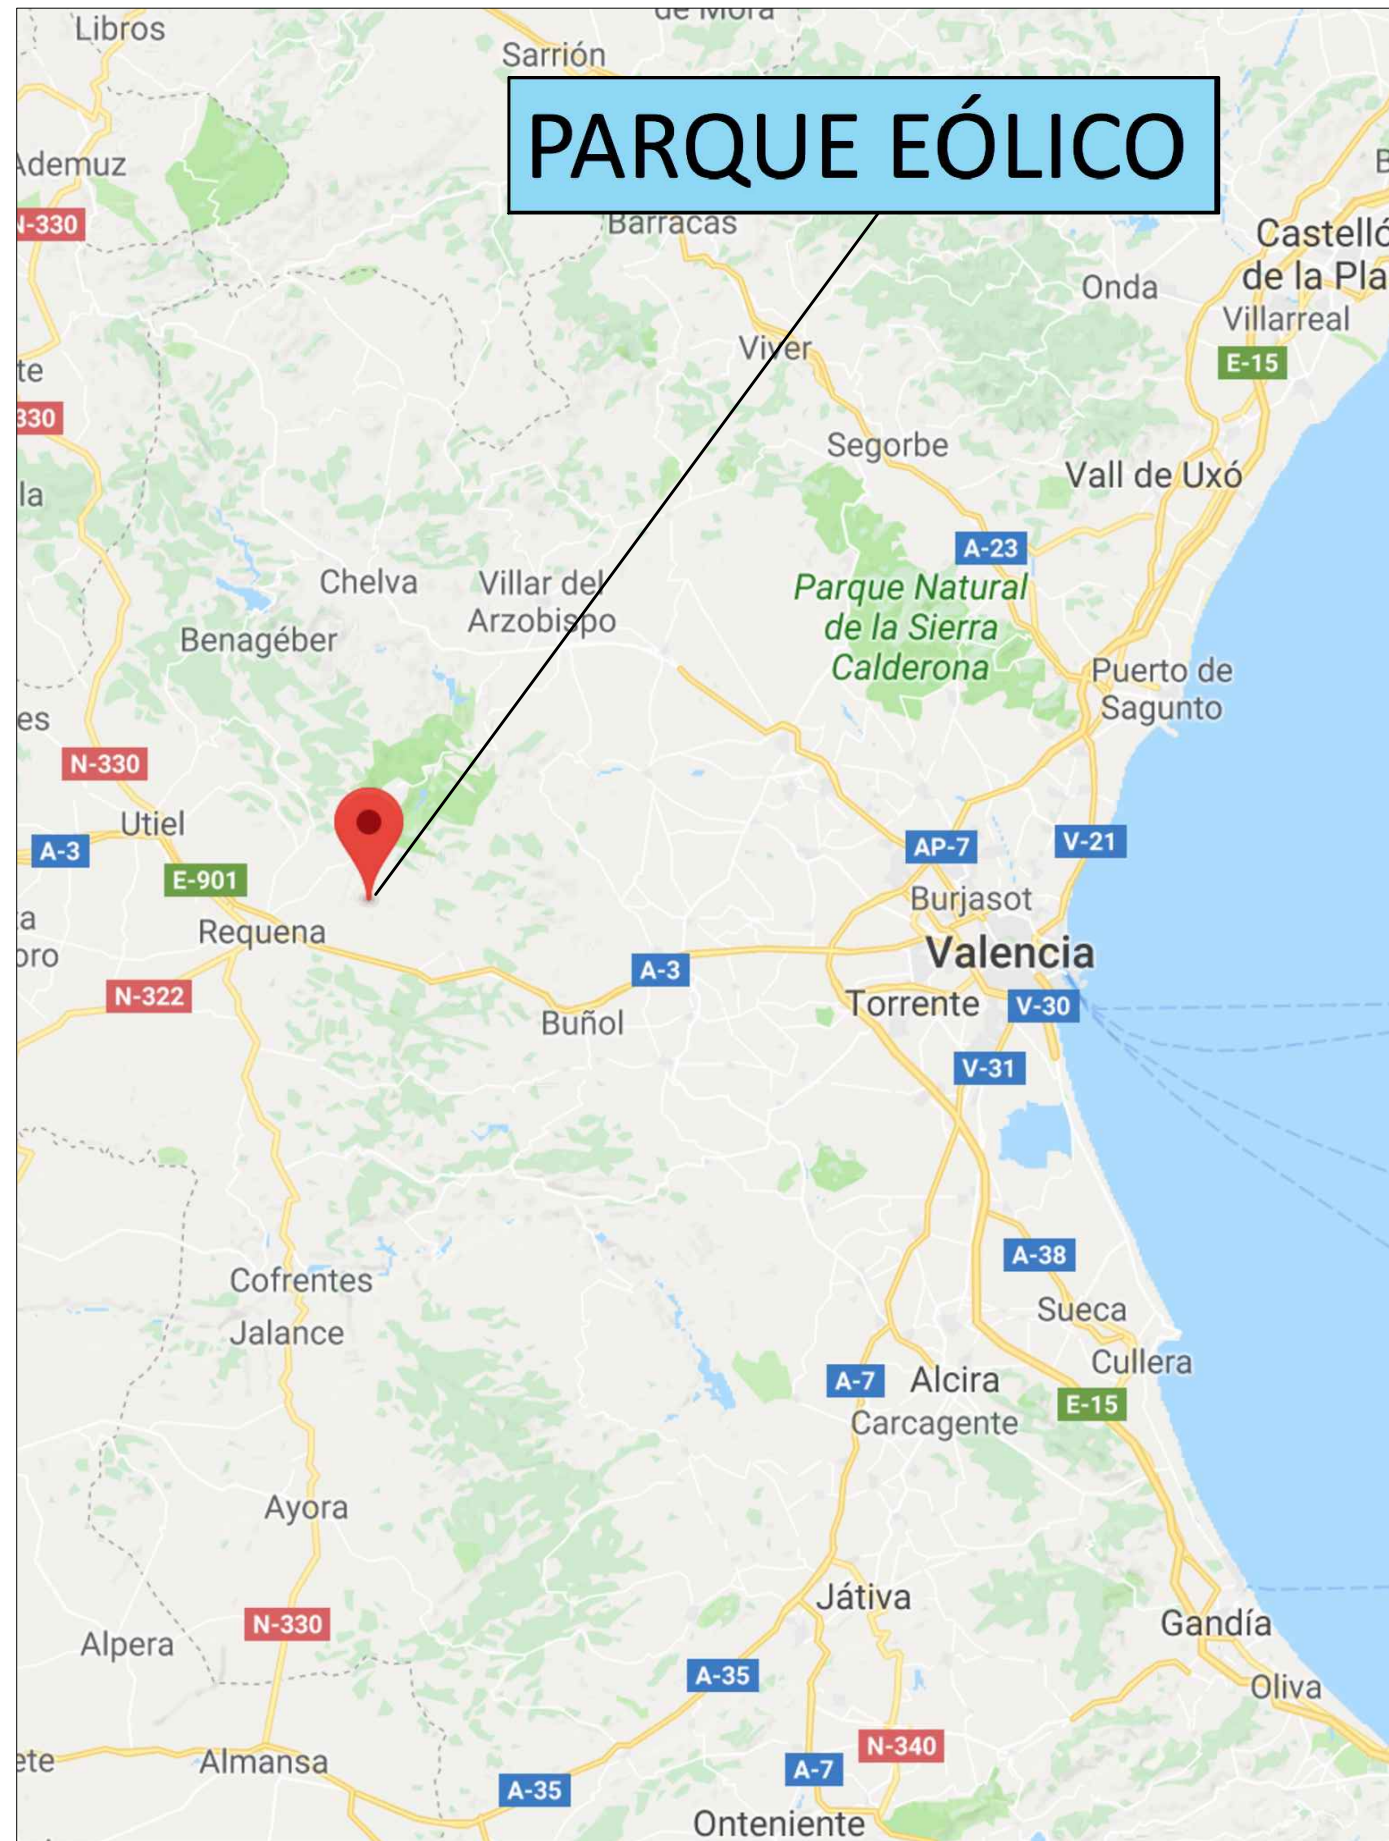 de Mora
Libros
Sarrión
PARQUE EÓLICO
Ademuz
N-330
Barracas
Castelló
de la Pla
Onda
Villarreal
Viver
E-15
te
330
Segorbe
Vall de Uxó
la
A-23
Chelva
Villar del
Arzobispo
Parque Natural
de la Sierra
Calderona
Benagéber
Puerto de
Sagunto
es
N-330
Utiel
A-3
AP-7
V-21
E-901
Burjasot
Requena
Valencia
ra
oro
A-3
N-322
Buñol
Torrente
V-30
V-31
A-38
Cofrentes
Sueca
Jalance
Cullera
A-7
Alcira
E-15
Carcagente
Ayora
Játiva
N-330
Gandía
Alpera
A-35
Oliva
N-340
ete
Almansa
A-7
A-35
Onteniente